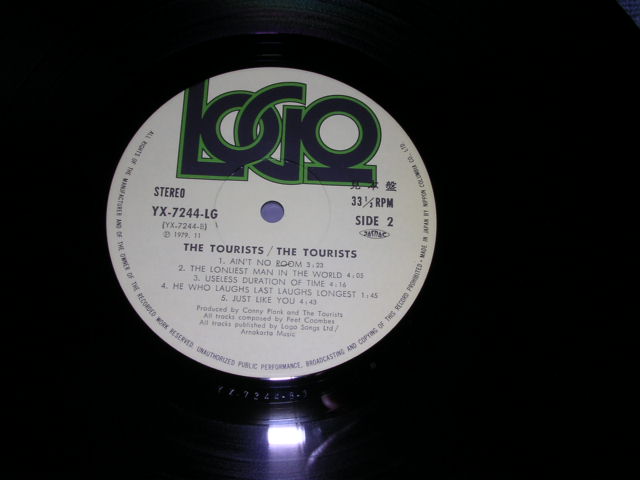 LOGO
見本盤
STEREO
33 1/3 RPM
YX-7244-LG
SIDE 2
(YX-7244-B)
℗ 1979. 11
JASRAC
THE TOURISTS / THE TOURISTS
1. AIN'T NO ROOM 3:23
2. THE LONLIEST MAN IN THE WORLD 4:05
3. USELESS DURATION OF TIME 4:16
4. HE WHO LAUGHS LAST LAUGHS LONGEST 1:45
5. JUST LIKE YOU 4:43
Produced by Conny Plank and The Tourists
All tracks composed by Peet Coombes
All tracks published by Logo Songs Ltd/
Arnakarta Music
ALL RIGHTS OF THE MANUFACTURER AND OF THE OWNER OF THE RECORDED WORK RESERVED. UNAUTHORIZED PUBLIC PERFORMANCE, BROADCASTING AND COPYING OF THIS RECORD PROHIBITED • MADE IN JAPAN BY NIPPON COLUMBIA CO., LTD.